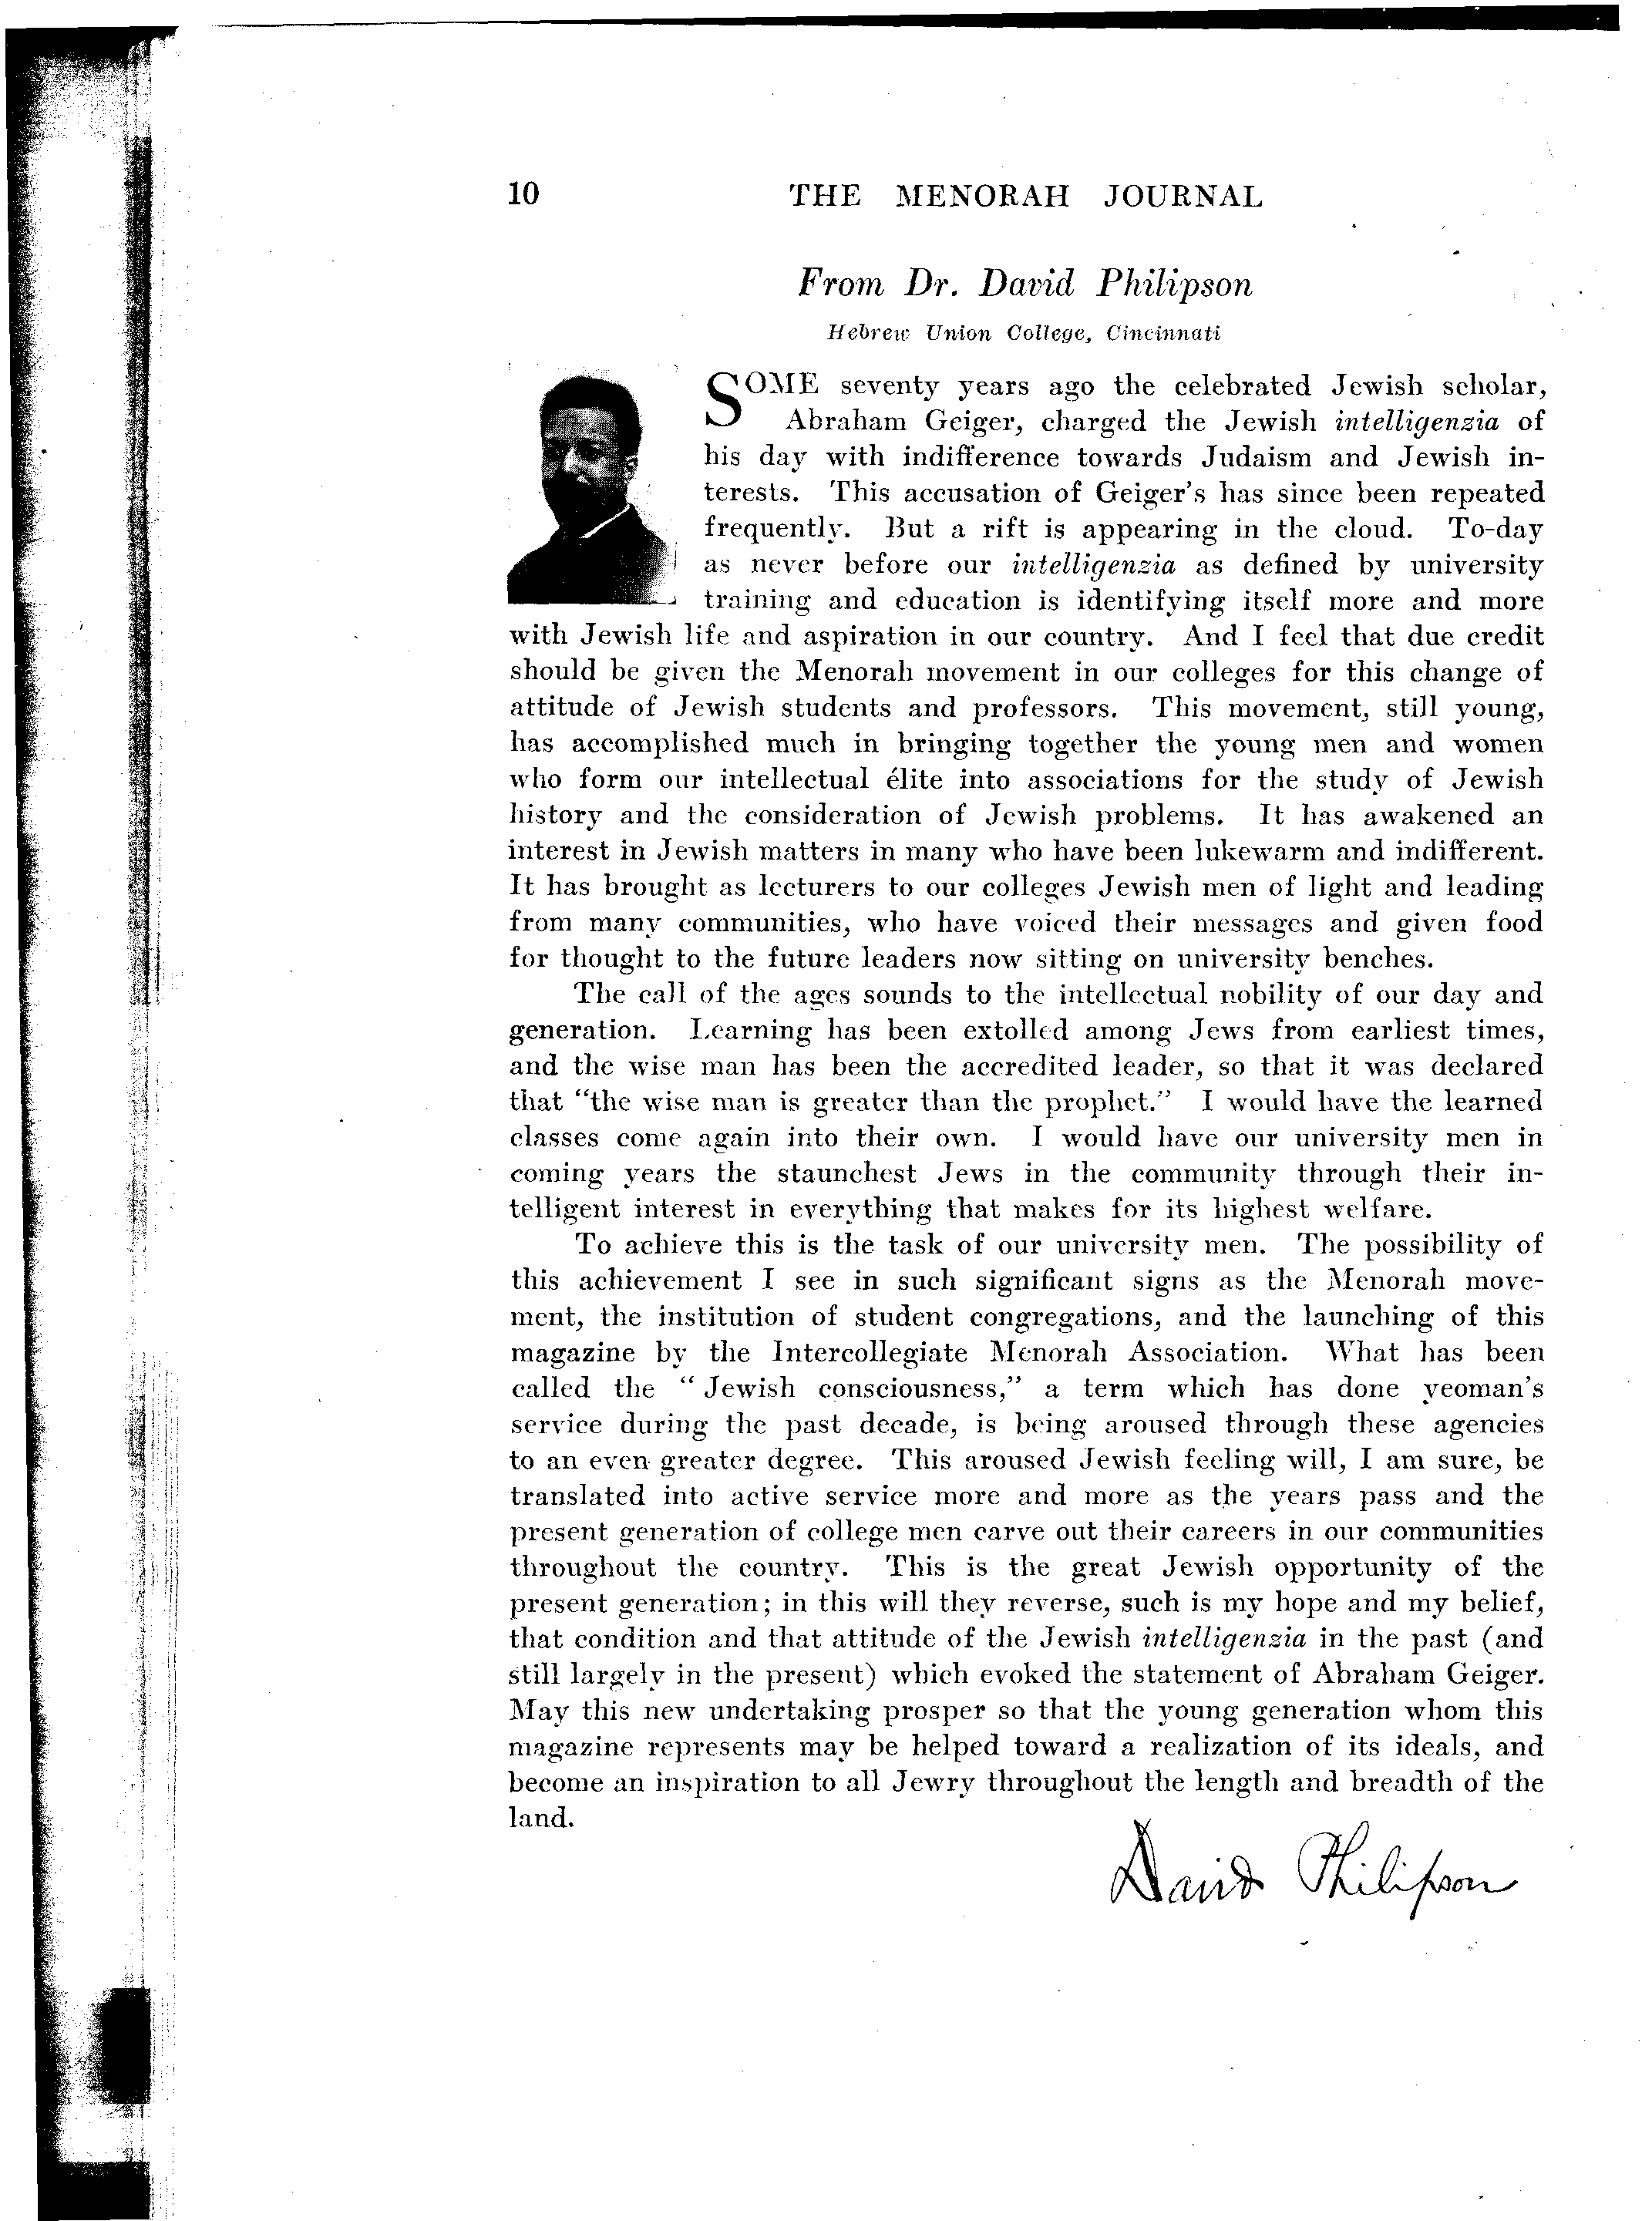 10 THE MENORAH JOURNAL
From Dr. David Philipson
Hebrew Union College, Cincinnati
SOME seventy years ago the celebrated Jewish scholar,
Abraham Geiger, charged the Jewish intelligenzia of
his day with indifference towards Judaism and Jewish in-
terests. This accusation of Geiger's has since been repeated
frequently. But a rift is appearing in the cloud. To-day
as never before our intelligenzia as defined by university
training and education is identifying itself more and more
with Jewish life and aspiration in our country. And I feel that due credit
should be given the Menorah movement in our colleges for this change of
attitude of Jewish students and professors. This movement, still young,
has accomplished much in bringing together the young men and women
who form our intellectual élite into associations for the study of Jewish
history and the consideration of Jewish problems. It has awakened an
interest in Jewish matters in many who have been lukewarm and indifferent.
It has brought as lecturers to our colleges Jewish men of light and leading
from many communities, who have voiced their messages and given food
for thought to the future leaders now sitting on university benches.
The call of the ages sounds to the intellectual nobility of our day and
generation. Learning has been extolled among Jews from earliest times,
and the wise man has been the accredited leader, so that it was declared
that "the wise man is greater than the prophet." I would have the learned
classes come again into their own. I would have our university men in
coming years the staunchest Jews in the community through their in-
telligent interest in everything that makes for its highest welfare.
To achieve this is the task of our university men. The possibility of
this achievement I see in such significant signs as the Menorah move-
ment, the institution of student congregations, and the launching of this
magazine by the Intercollegiate Menorah Association. What has been
called the "Jewish consciousness," a term which has done yeoman's
service during the past decade, is being aroused through these agencies
to an even greater degree. This aroused Jewish feeling will, I am sure, be
translated into active service more and more as the years pass and the
present generation of college men carve out their careers in our communities
throughout the country. This is the great Jewish opportunity of the
present generation; in this will they reverse, such is my hope and my belief,
that condition and that attitude of the Jewish intelligenzia in the past (and
still largely in the present) which evoked the statement of Abraham Geiger.
May this new undertaking prosper so that the young generation whom this
magazine represents may be helped toward a realization of its ideals, and
become an inspiration to all Jewry throughout the length and breadth of the
land.
David Philipson